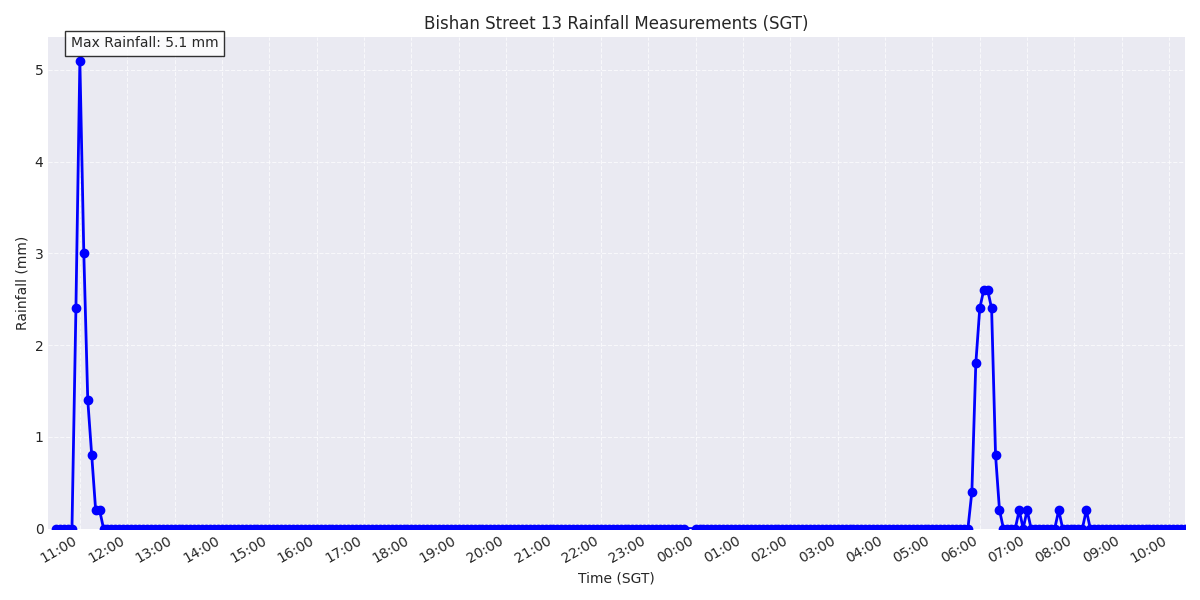 Bishan Street 13 Rainfall Measurements (SGT)
Max Rainfall: 5.1 mm
5
4
3
2
1
0
Rainfall (mm)
11:00 12:00 13:00 14:00 15:00 16:00 17:00 18:00 19:00 20:00 21:00 22:00 23:00 00:00 01:00 02:00 03:00 04:00 05:00 06:00 07:00 08:00 09:00 10:00
Time (SGT)